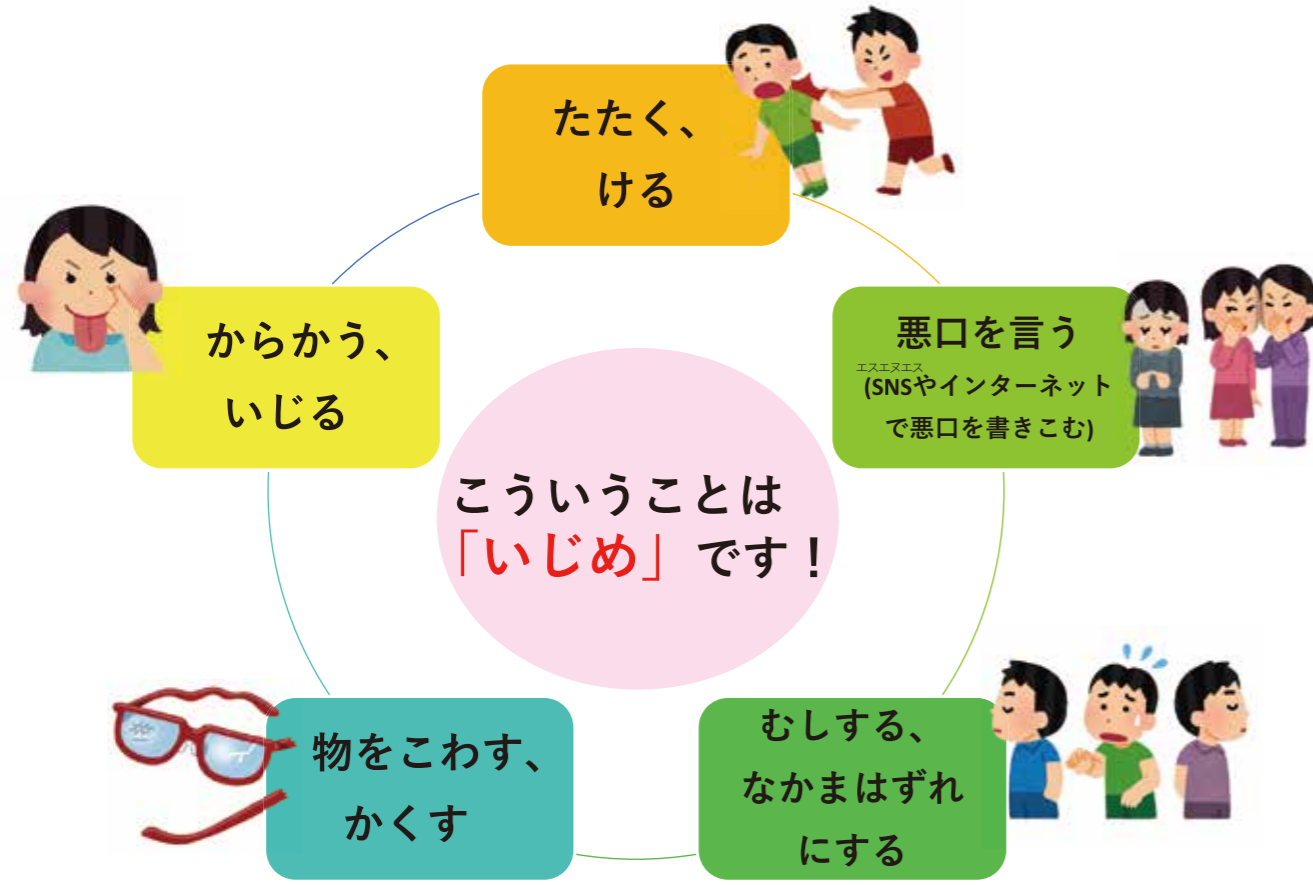 たたく、
ける
悪口を言う
エスエヌエス
(SNSやインターネット
で悪口を書きこむ)
むしする、
なかまはずれ
にする
物をこわす、
かくす
からかう、
いじる
こういうことは
「いじめ」です！